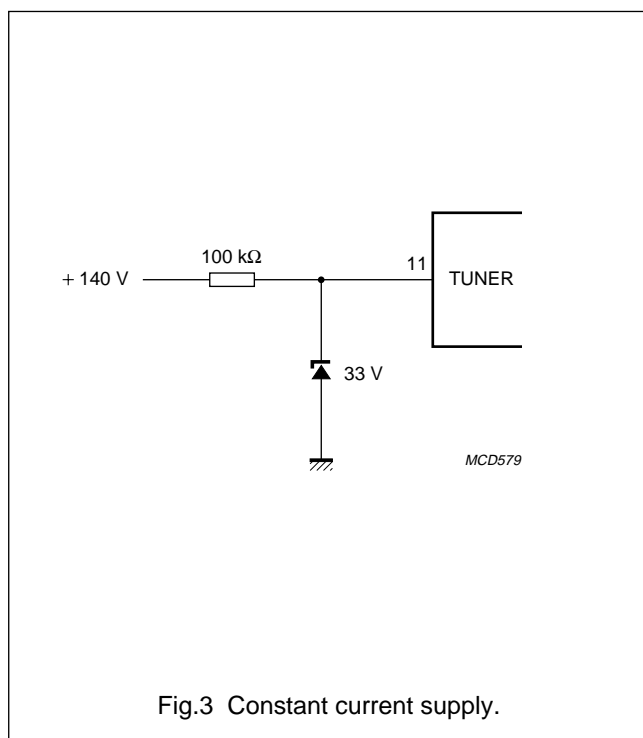 100 kΩ
+ 140 V
11
TUNER
33 V
MCD579
Fig.3 Constant current supply.